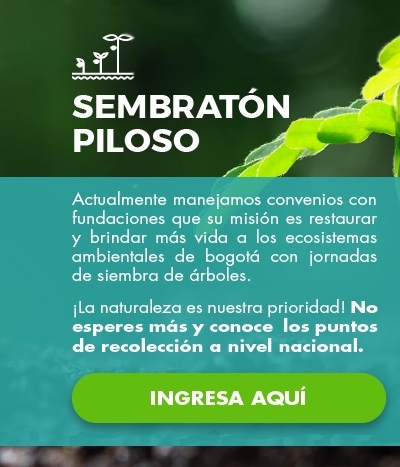 SEMBRATÓN
PILOSO
Actualmente manejamos convenios con
fundaciones que su misión es restaurar
y brindar más vida a los ecosistemas
ambientales de bogotá con jornadas
de siembra de árboles.
¡La naturaleza es nuestra prioridad! No
esperes más y conoce los puntos
de recolección a nivel nacional.
INGRESA AQUÍ